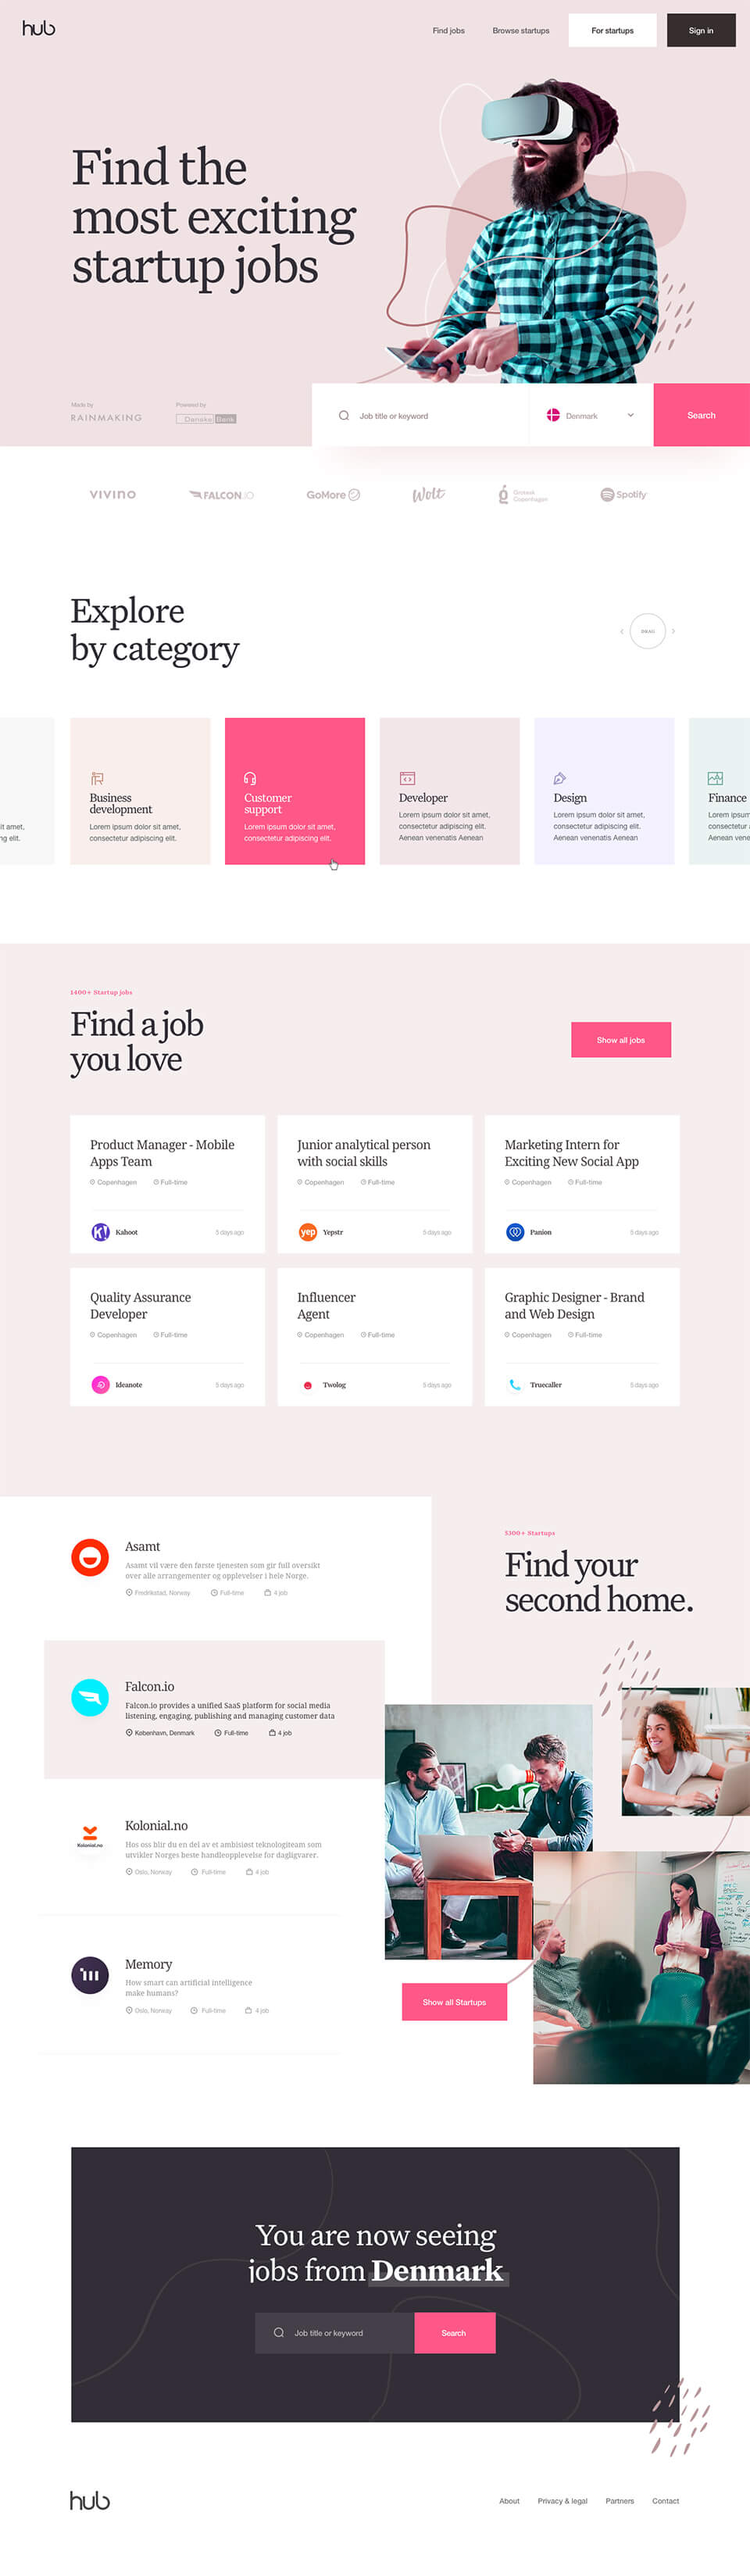 hub
Find jobs
Browse startups
For startups
Sign in
Find the
most exciting
startup jobs
Made by
RAINMAKING
Powered by
Danske Bank
Job title or keyword
Denmark
Search
VIVINO
FALCON.IO
GoMore
Wolt
Greater
Copenhagen
Spotify
Explore
by category
DRAG
it amet,
ng elit.
Business
development
Lorem ipsum dolor sit amet,
consectetur adipiscing elit.
Customer
support
Lorem ipsum dolor sit amet,
consectetur adipiscing elit.
Developer
Lorem ipsum dolor sit amet,
consectetur adipiscing elit.
Aenean venenatis Aenean
Design
Lorem ipsum dolor sit amet,
consectetur adipiscing elit.
Aenean venenatis Aenean
Finance
Lorem ipsum
consectetur
Aenean vene
1400+ Startup jobs
Find a job
you love
Show all jobs
Product Manager - Mobile
Apps Team
Copenhagen
Full-time
K!
Kahoot
5 days ago
Junior analytical person
with social skills
Copenhagen
Full-time
yep
Yepstr
5 days ago
Marketing Intern for
Exciting New Social App
Copenhagen
Full-time
Panion
5 days ago
Quality Assurance
Developer
Copenhagen
Full-time
Ideanote
5 days ago
Influencer
Agent
Copenhagen
Full-time
Twolog
5 days ago
Graphic Designer - Brand
and Web Design
Copenhagen
Full-time
Truecaller
5 days ago
Asamt
Asamt vil være den første tjenesten som gir full oversikt
over alle arrangementer og opplevelser i hele Norge.
Fredrikstad, Norway
Full-time
4 job
5300+ Startups
Find your
second home.
Falcon.io
Falcon.io provides a unified SaaS platform for social media
listening, engaging, publishing and managing customer data
København, Denmark
Full-time
4 job
Kolonial.no
Kolonial.no
Hos oss blir du en del av et ambisiøst teknologiteam som
utvikler Norges beste handleopplevelse for dagligvarer.
Oslo, Norway
Full-time
4 job
Memory
How smart can artificial intelligence
make humans?
Oslo, Norway
Full-time
4 job
Show all Startups
You are now seeing
jobs from Denmark
Job title or keyword
Search
hub
About
Privacy & legal
Partners
Contact